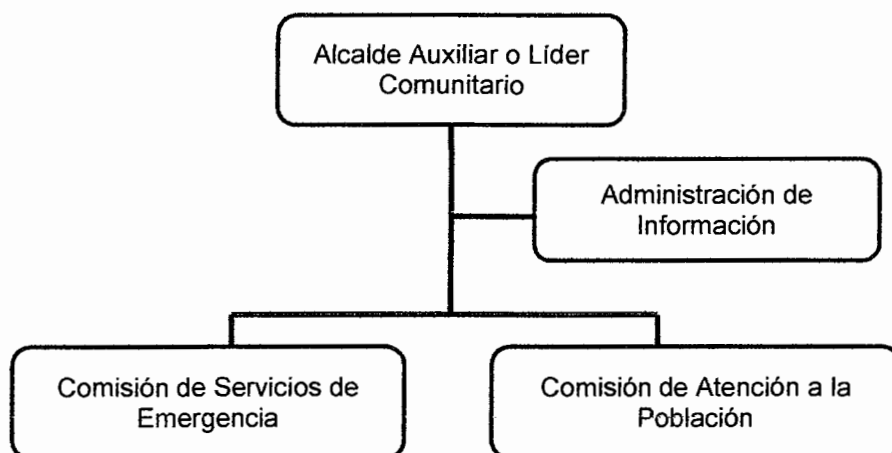 Alcalde Auxiliar o Líder
Comunitario
Administración de
Información
Comisión de Servicios de
Emergencia
Comisión de Atención a la
Población